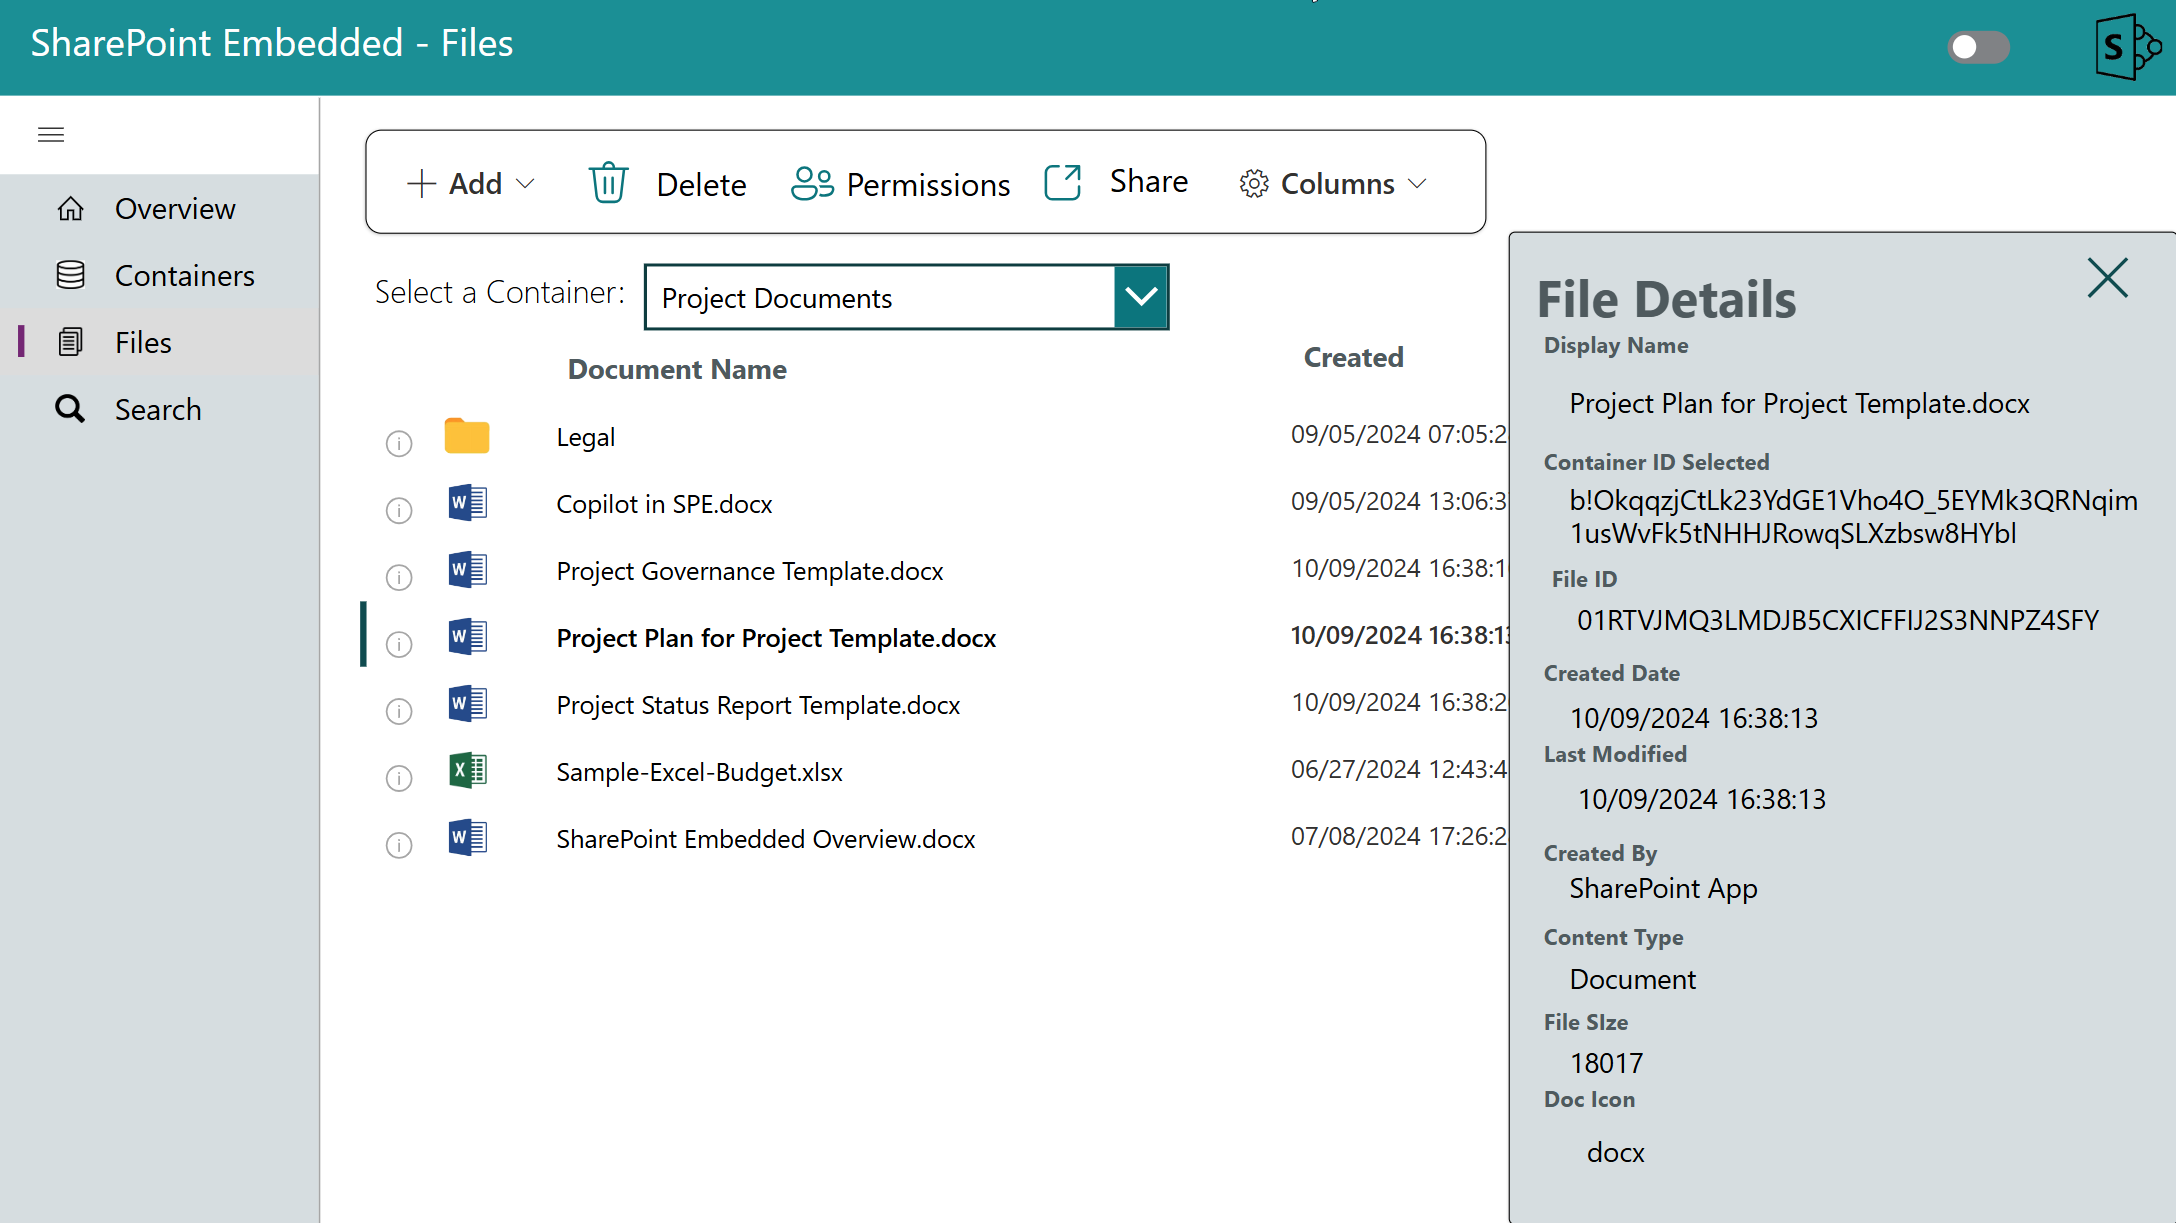 SharePoint Embedded - Files
S
Overview
Containers
Files
Search
Add
Delete
Permissions
Share
Columns
Select a Container:
Project Documents
Document Name
Created
Legal
09/05/2024 07:05:2
Copilot in SPE.docx
09/05/2024 13:06:3
Project Governance Template.docx
10/09/2024 16:38:1
Project Plan for Project Template.docx
10/09/2024 16:38:13
Project Status Report Template.docx
10/09/2024 16:38:2
Sample-Excel-Budget.xlsx
06/27/2024 12:43:4
SharePoint Embedded Overview.docx
07/08/2024 17:26:2
File Details
Display Name
Project Plan for Project Template.docx
Container ID Selected
b!OkqqzjCtLk23YdGE1Vho4O_5EYMk3QRNqim
1usWvFk5tNHHJRowqSLXzbsw8HYbl
File ID
01RTVJMQ3LMDJB5CXICFFIJ2S3NNPZ4SFY
Created Date
10/09/2024 16:38:13
Last Modified
10/09/2024 16:38:13
Created By
SharePoint App
Content Type
Document
File SIze
18017
Doc Icon
docx